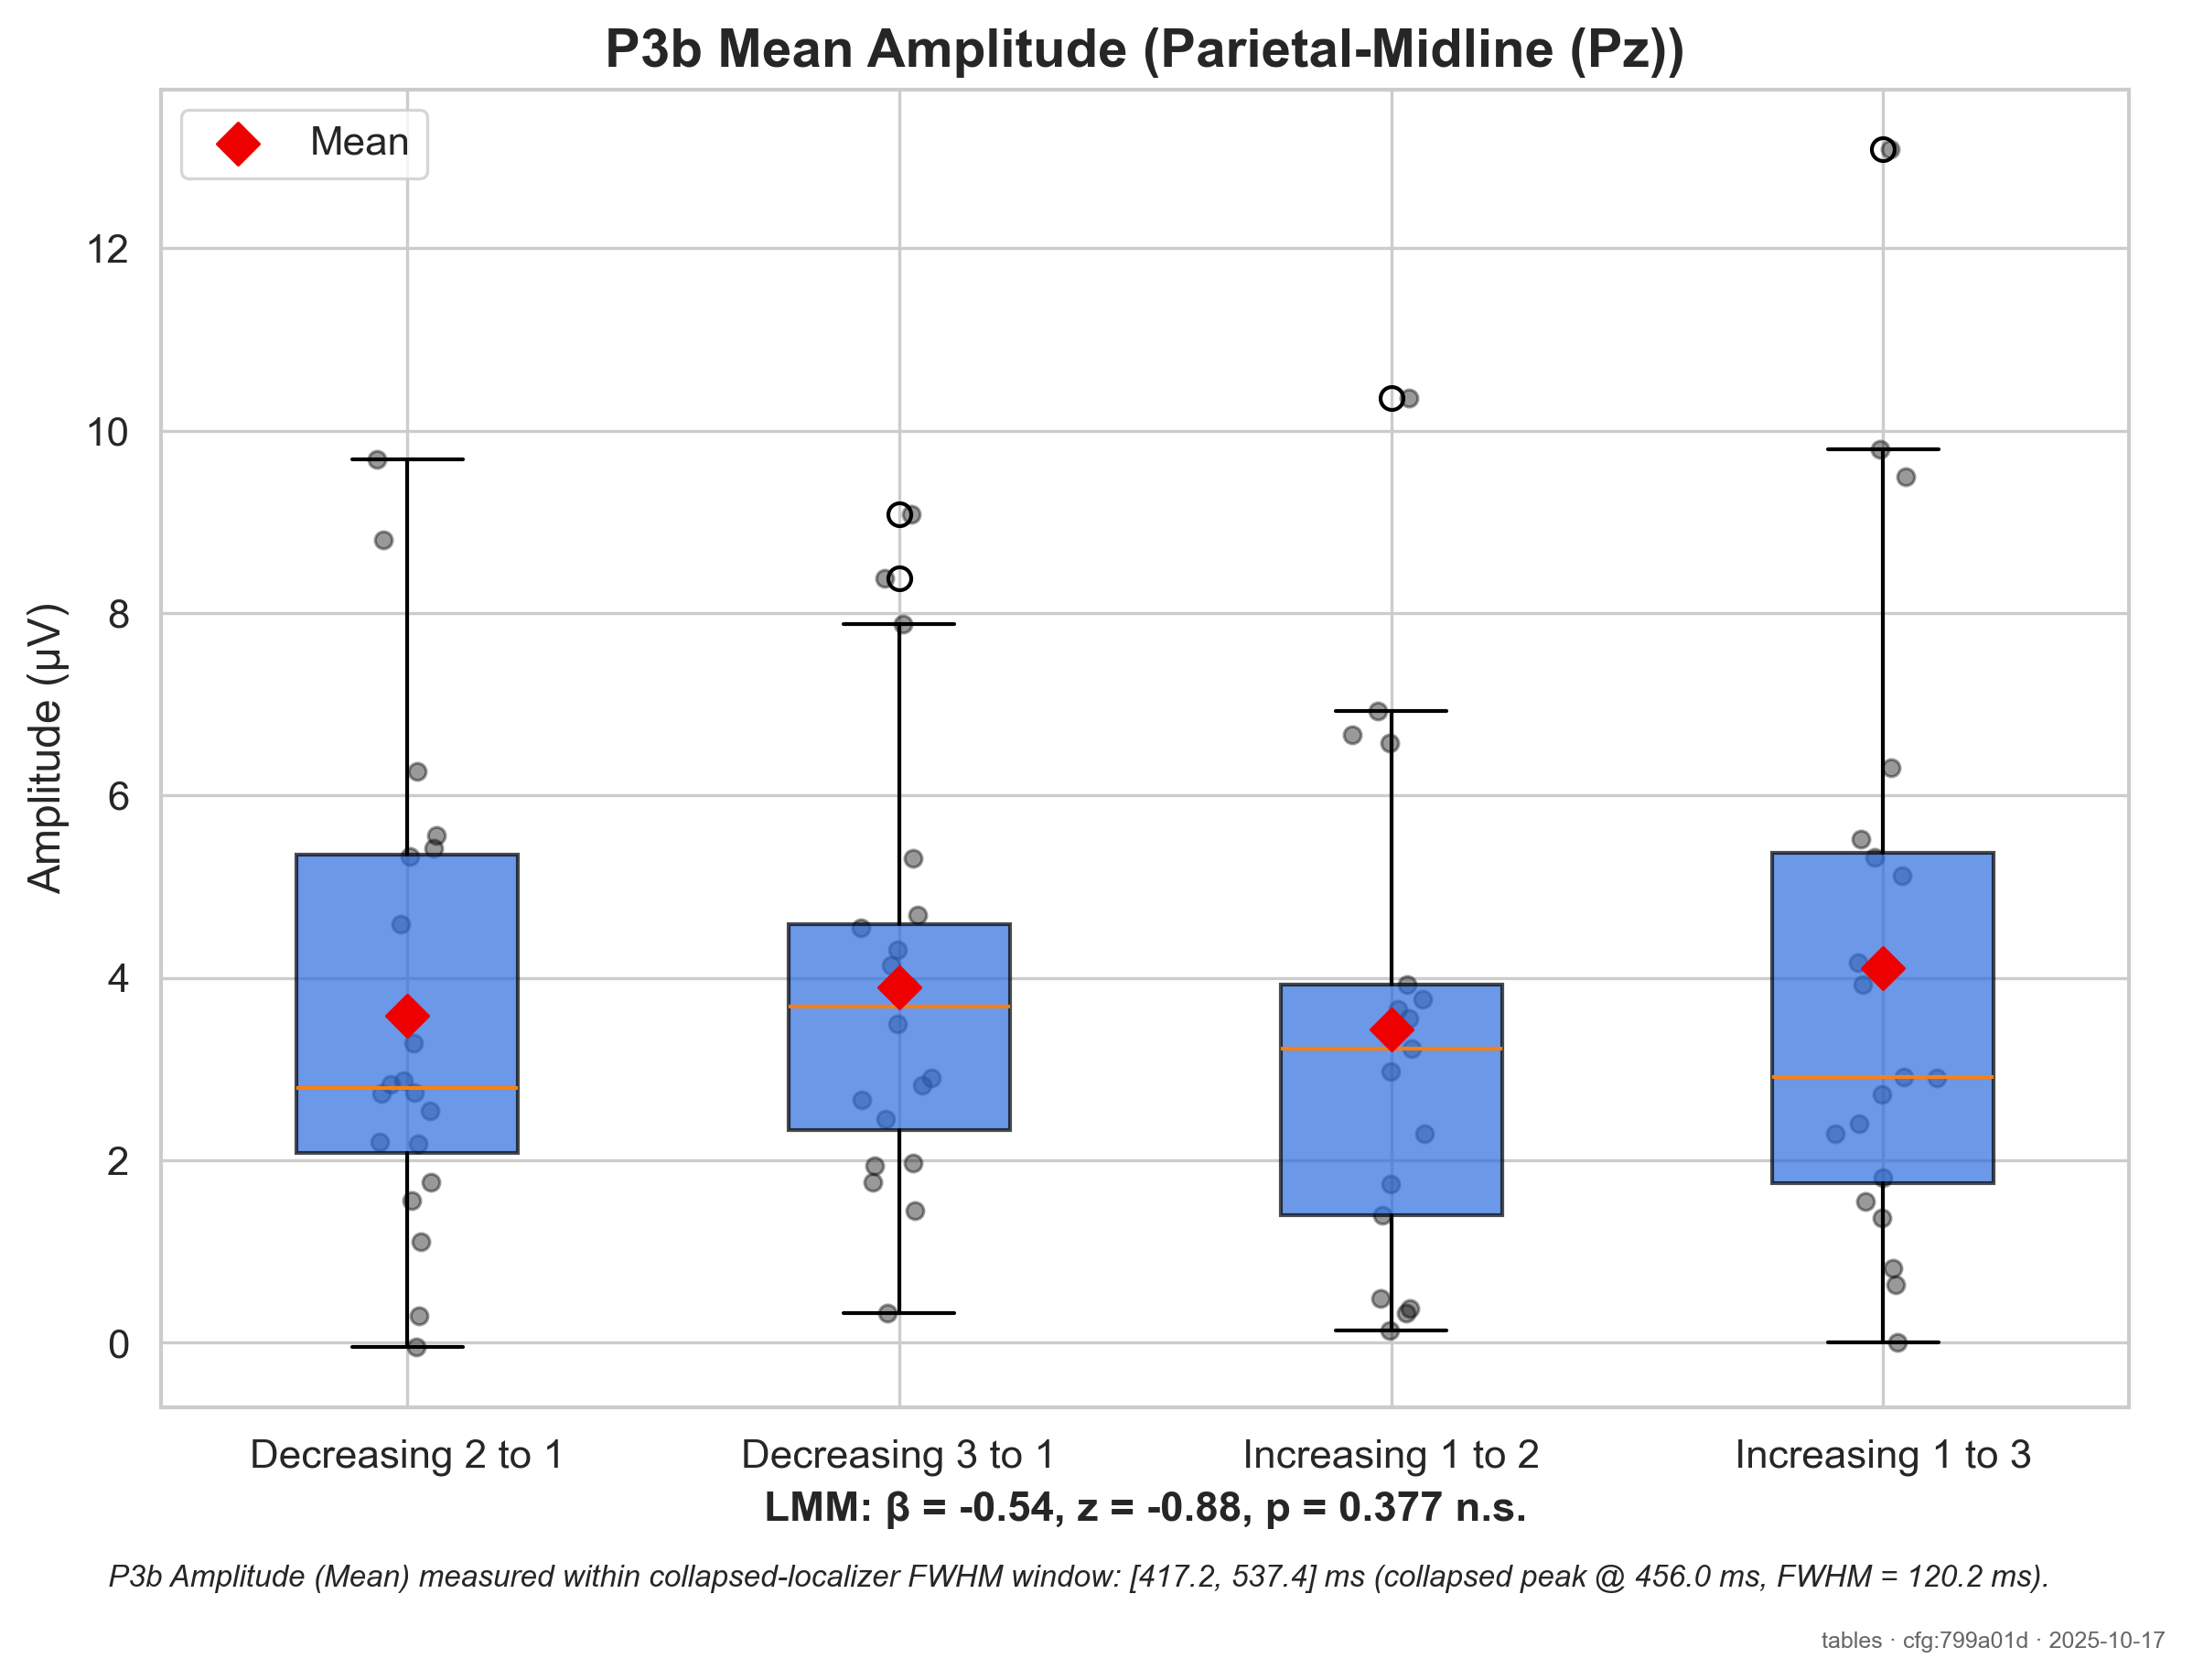 P3b Mean Amplitude (Parietal-Midline (Pz))
Mean
12
10
8
6
4
2
0
Amplitude (µV)
Decreasing 2 to 1
Decreasing 3 to 1
Increasing 1 to 2
Increasing 1 to 3
LMM: β = -0.54, z = -0.88, p = 0.377 n.s.
P3b Amplitude (Mean) measured within collapsed-localizer FWHM window: [417.2, 537.4] ms (collapsed peak @ 456.0 ms, FWHM = 120.2 ms).
tables · cfg:799a01d · 2025-10-17